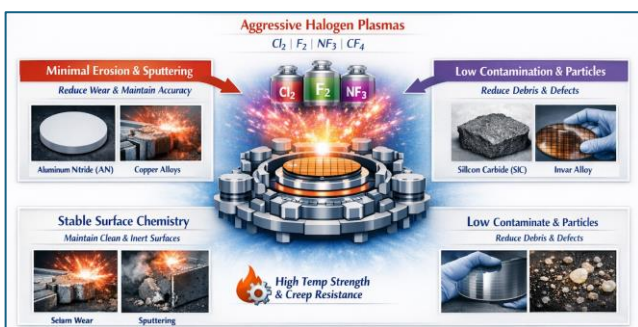 Aggressive Halogen Plasmas
Cl2 | F2 | NF3 | CF4
Minimal Erosion & Sputtering
Reduce Wear & Maintain Accuracy
Aluminum Ntride (AN)
Copper Alloys
Cl2
F2
NF3
Low Contamination & Particles
Reduce Debris & Defects
Sillcon Carbide (SIC)
Invar Alloy
Stable Surface Chemistry
Maintain Clean & Inert Surfaces
Selam Wear
Sputtering
High Temp Strength
& Creep Resistance
Low Contaminate & Particles
Reduce Debris & Defects